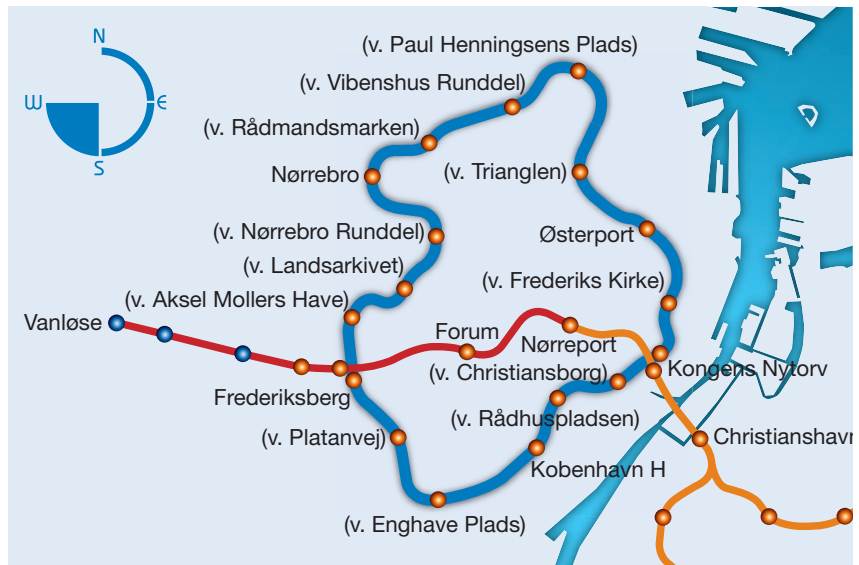 N
W
E
S
(v. Paul Henningsens Plads)
(v. Vibenshus Runddel)
(v. Rådmandsmarken)
Nørrebro
(v. Trianglen)
(v. Nørrebro Runddel)
Østerport
(v. Landsarkivet)
(v. Frederiks Kirke)
(v. Aksel Mollers Have)
Vanløse
Forum
Nørreport
(v. Christiansborg)
Kongens Nytorv
Frederiksberg
(v. Rådhuspladsen)
(v. Platanvej)
Christianshavn
Kobenhavn H
(v. Enghave Plads)